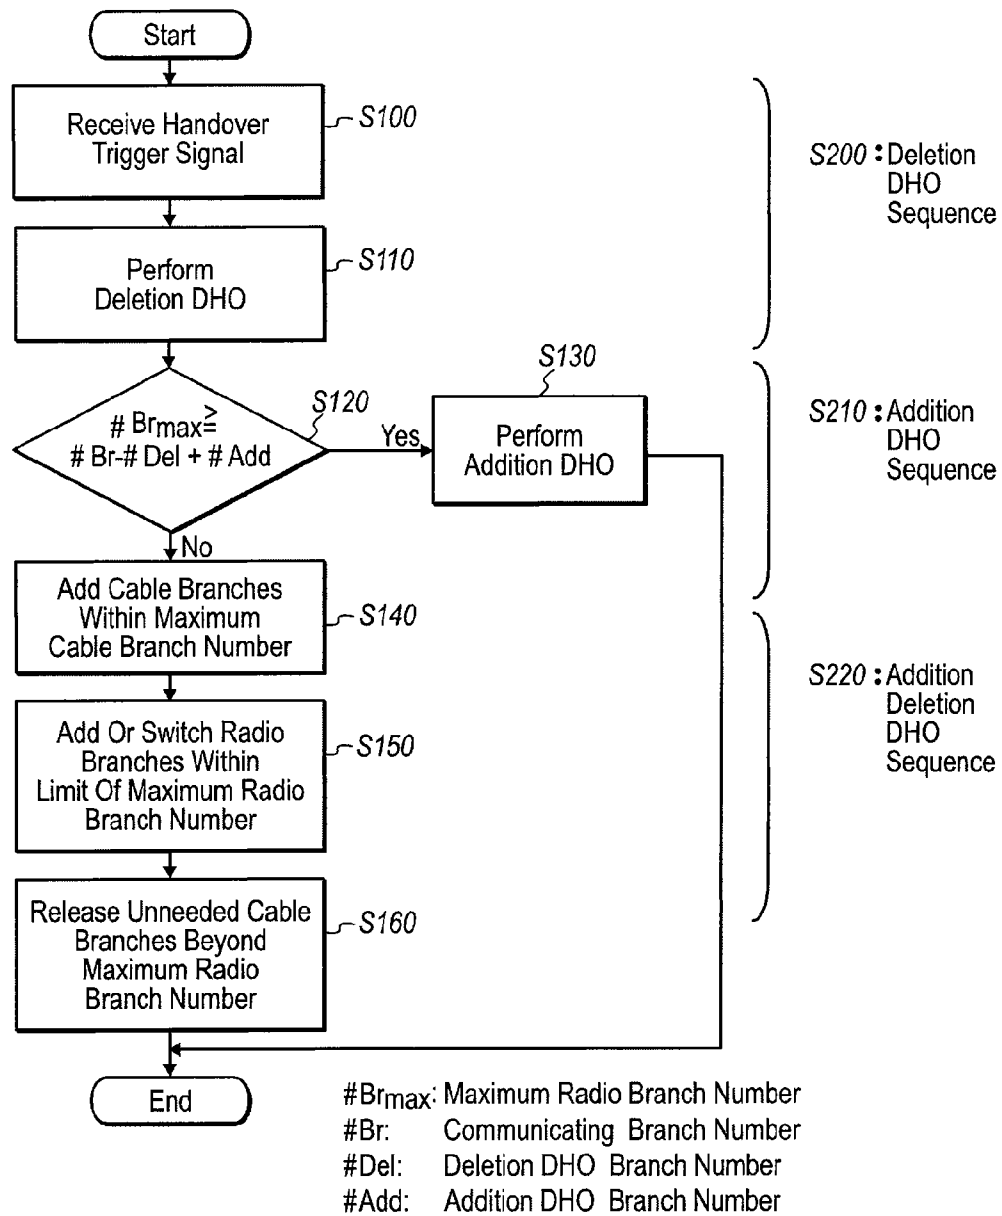 Start
Receive Handover
Trigger Signal
S100
Perform
Deletion DHO
S110
# Brmax≧
# Br-# Del + # Add
S120
Yes
No
Perform
Addition DHO
S130
Add Cable Branches
Within Maximum
Cable Branch Number
S140
Add Or Switch Radio
Branches Within
Limit Of Maximum Radio
Branch Number
S150
Release Unneeded Cable
Branches Beyond
Maximum Radio
Branch Number
S160
End
S200 : Deletion
DHO
Sequence
S210 : Addition
DHO
Sequence
S220 : Addition
Deletion
DHO
Sequence
#Brmax: Maximum Radio Branch Number
#Br: Communicating Branch Number
#Del: Deletion DHO Branch Number
#Add: Addition DHO Branch Number